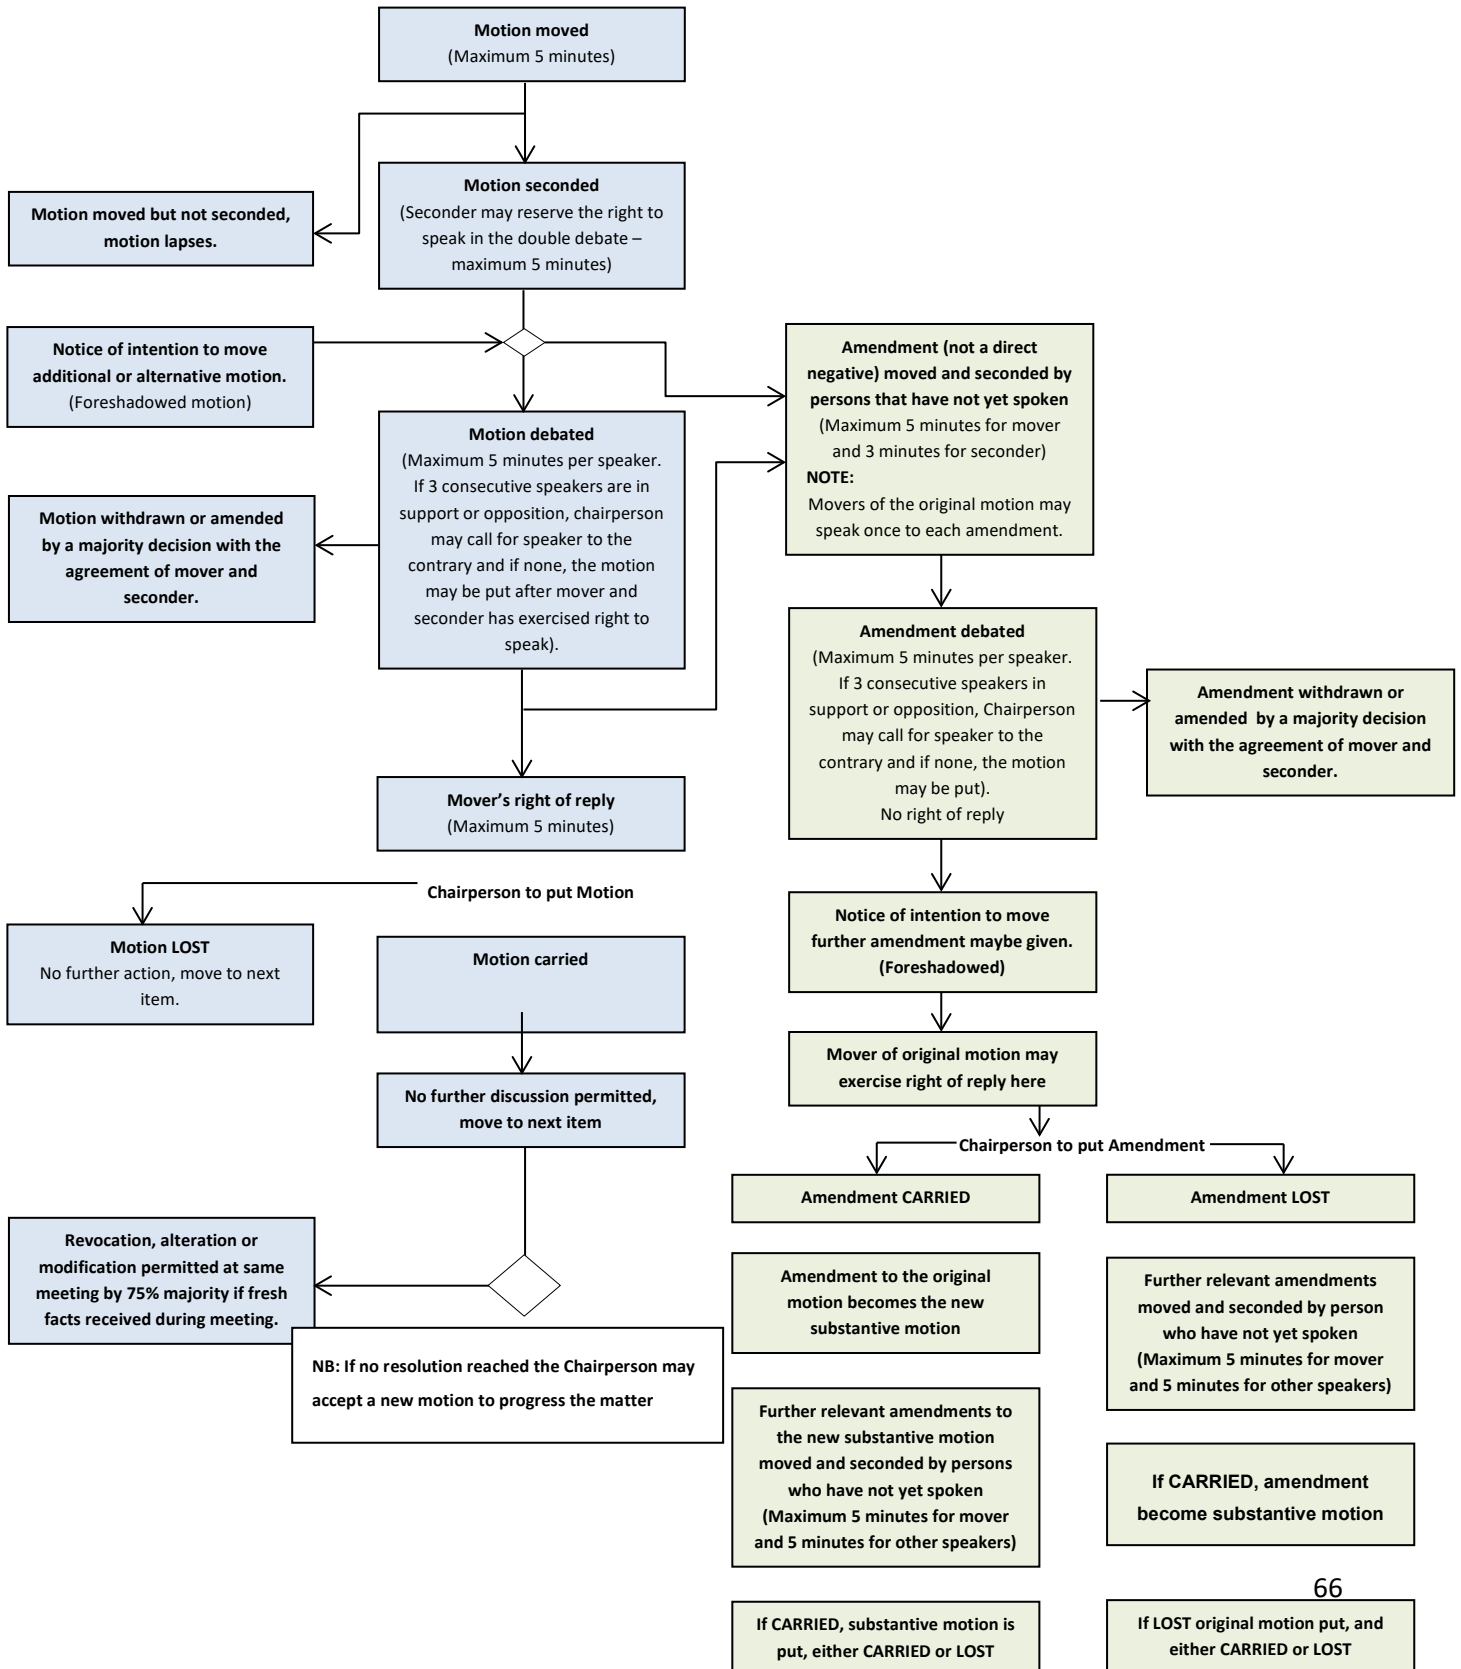 Motion moved
(Maximum 5 minutes)
Motion seconded
(Seconder may reserve the right to
speak in the double debate –
maximum 5 minutes)
Motion moved but not seconded,
motion lapses.
Notice of intention to move
additional or alternative motion.
(Foreshadowed motion)
Motion debated
(Maximum 5 minutes per speaker.
If 3 consecutive speakers are in
support or opposition, chairperson
may call for speaker to the
contrary and if none, the motion
may be put after mover and
seconder has exercised right to
speak).
Motion withdrawn or amended
by a majority decision with the
agreement of mover and
seconder.
Mover’s right of reply
(Maximum 5 minutes)
Chairperson to put Motion
Motion LOST
No further action, move to next
item.
Motion carried
No further discussion permitted,
move to next item
Revocation, alteration or
modification permitted at same
meeting by 75% majority if fresh
facts received during meeting.
NB: If no resolution reached the Chairperson may
accept a new motion to progress the matter
Amendment (not a direct
negative) moved and seconded by
persons that have not yet spoken
(Maximum 5 minutes for mover
and 3 minutes for seconder)
NOTE:
Movers of the original motion may
speak once to each amendment.
Amendment debated
(Maximum 5 minutes per speaker.
If 3 consecutive speakers in
support or opposition, Chairperson
may call for speaker to the
contrary and if none, the motion
may be put).
No right of reply
Amendment withdrawn or
amended by a majority decision
with the agreement of mover and
seconder.
Notice of intention to move
further amendment maybe given.
(Foreshadowed)
Mover of original motion may
exercise right of reply here
Chairperson to put Amendment
Amendment CARRIED
Amendment to the original
motion becomes the new
substantive motion
Further relevant amendments to
the new substantive motion
moved and seconded by persons
who have not yet spoken
(Maximum 5 minutes for mover
and 5 minutes for other speakers)
If CARRIED, substantive motion is
put, either CARRIED or LOST
Amendment LOST
Further relevant amendments
moved and seconded by person
who have not yet spoken
(Maximum 5 minutes for mover
and 5 minutes for other speakers)
If CARRIED, amendment
become substantive motion
66
If LOST original motion put, and
either CARRIED or LOST